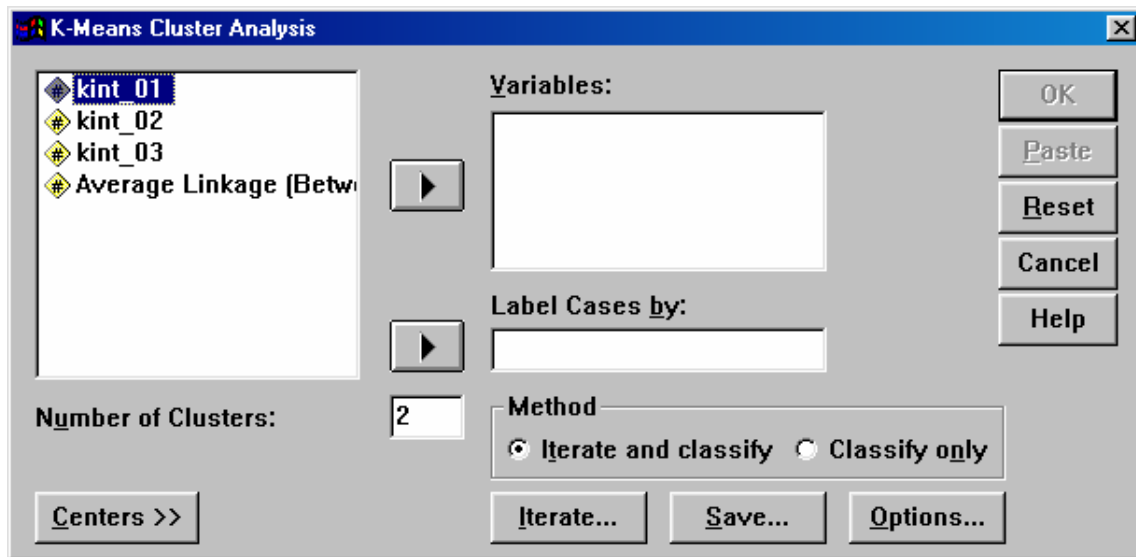 K-Means Cluster Analysis
kint_01
kint_02
kint_03
Average Linkage (Betw
Number of Clusters:
2
Centers >>
Variables:
Label Cases by:
Method
Iterate and classify
Classify only
Iterate...
Save...
Options...
OK
Paste
Reset
Cancel
Help